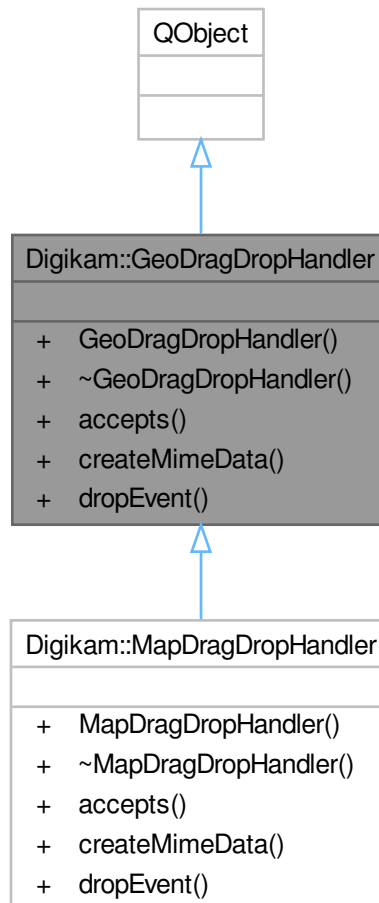 QObject
Digikam::GeoDragDropHandler
+ GeoDragDropHandler()
+ ~GeoDragDropHandler()
+ accepts()
+ createMimeData()
+ dropEvent()
Digikam::MapDragDropHandler
+ MapDragDropHandler()
+ ~MapDragDropHandler()
+ accepts()
+ createMimeData()
+ dropEvent()